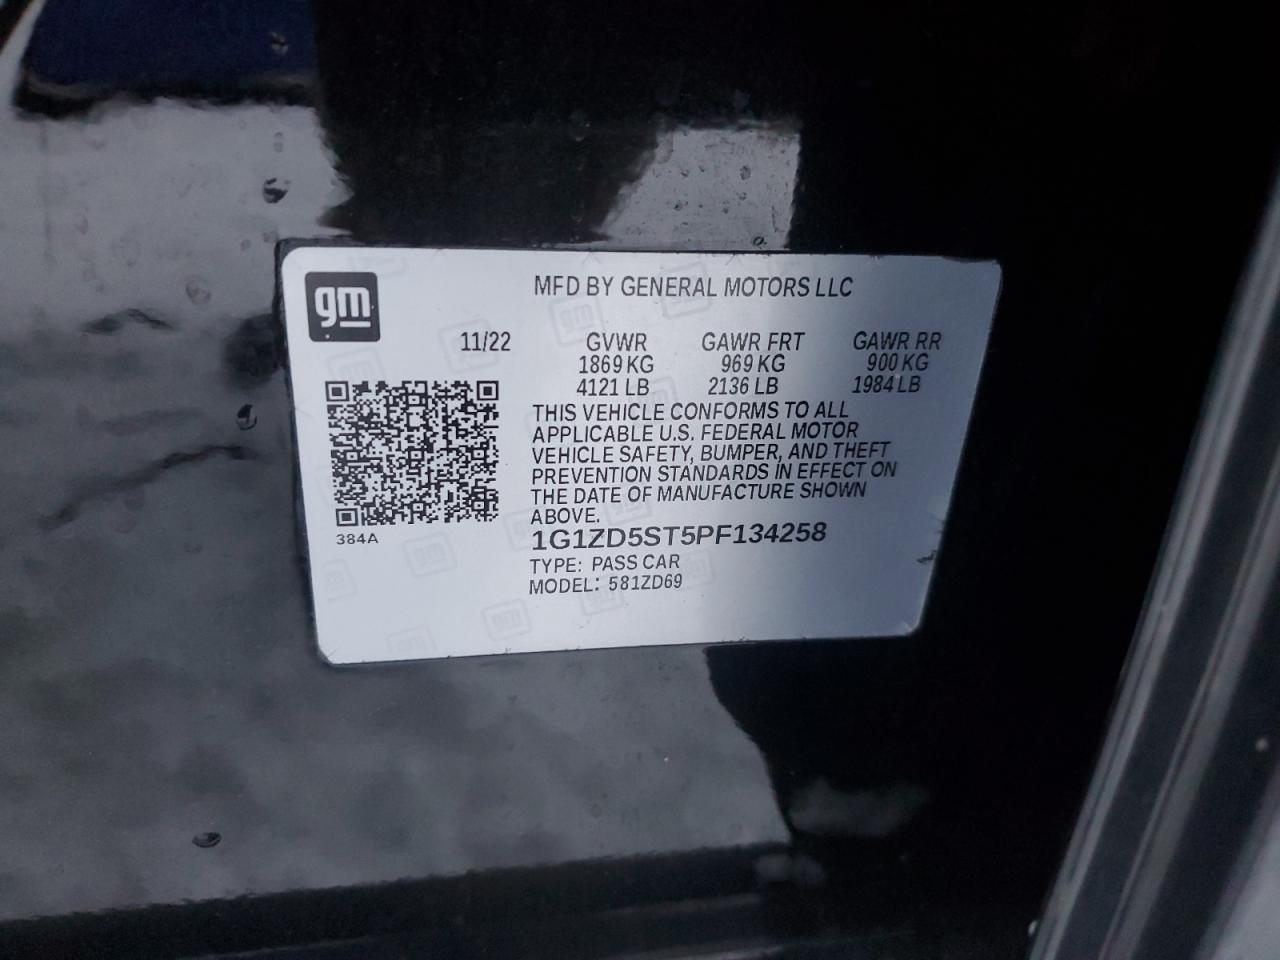 gm
MFD BY GENERAL MOTORS LLC
11/22 GVWR GAWR FRT GAWR RR
1869 KG 969 KG 900 KG
4121 LB 2136 LB 1984 LB
THIS VEHICLE CONFORMS TO ALL
APPLICABLE U.S. FEDERAL MOTOR
VEHICLE SAFETY, BUMPER, AND THEFT
PREVENTION STANDARDS IN EFFECT ON
THE DATE OF MANUFACTURE SHOWN
ABOVE.
384A
1G1ZD5ST5PF134258
TYPE: PASS CAR
MODEL: 581ZD69